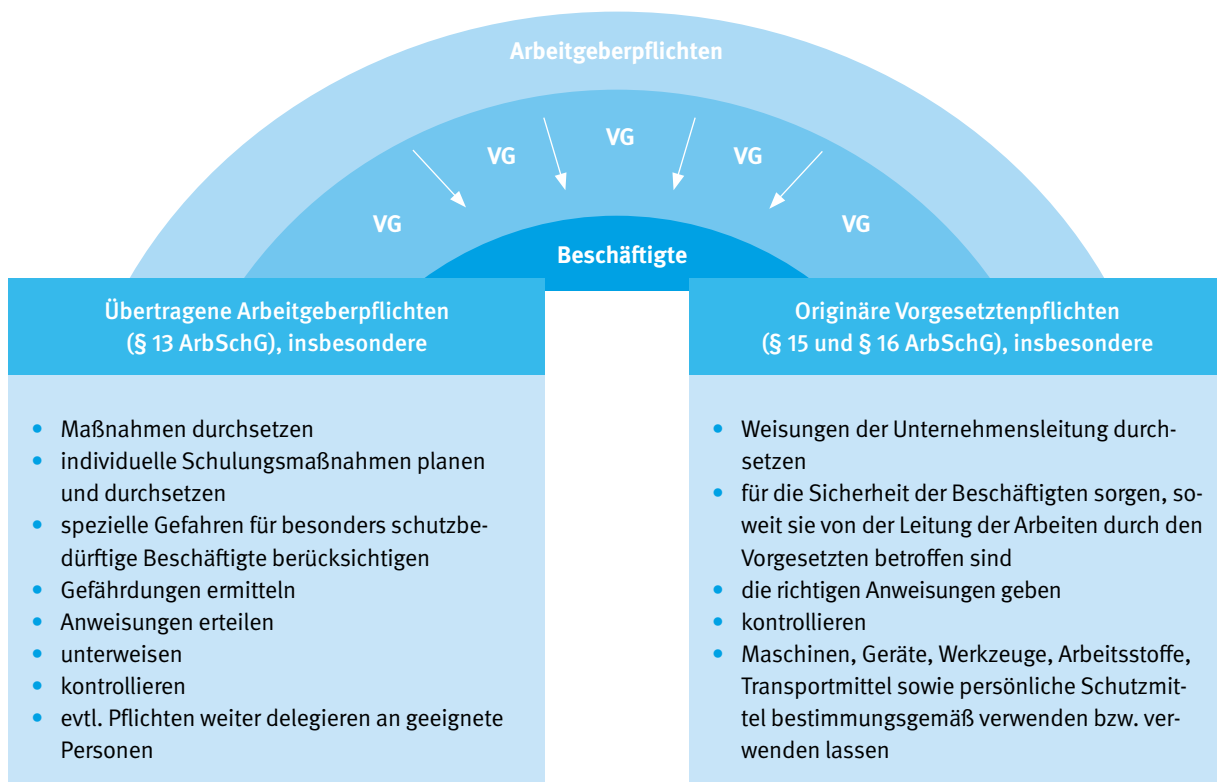 Arbeitgeberpflichten
VG
VG
VG
VG
VG
Beschäftigte
Übertragene Arbeitgeberpflichten
(§ 13 ArbSchG), insbesondere
• Maßnahmen durchsetzen
• individuelle Schulungsmaßnahmen planen
und durchsetzen
• spezielle Gefahren für besonders schutzbe-
dürftige Beschäftigte berücksichtigen
• Gefährdungen ermitteln
• Anweisungen erteilen
• unterweisen
• kontrollieren
• evtl. Pflichten weiter delegieren an geeignete
Personen
Originäre Vorgesetztenpflichten
(§ 15 und § 16 ArbSchG), insbesondere
• Weisungen der Unternehmensleitung durch-
setzen
• für die Sicherheit der Beschäftigten sorgen, so-
weit sie von der Leitung der Arbeiten durch den
Vorgesetzten betroffen sind
• die richtigen Anweisungen geben
• kontrollieren
• Maschinen, Geräte, Werkzeuge, Arbeitsstoffe,
Transportmittel sowie persönliche Schutzmit-
tel bestimmungsgemäß verwenden bzw. ver-
wenden lassen